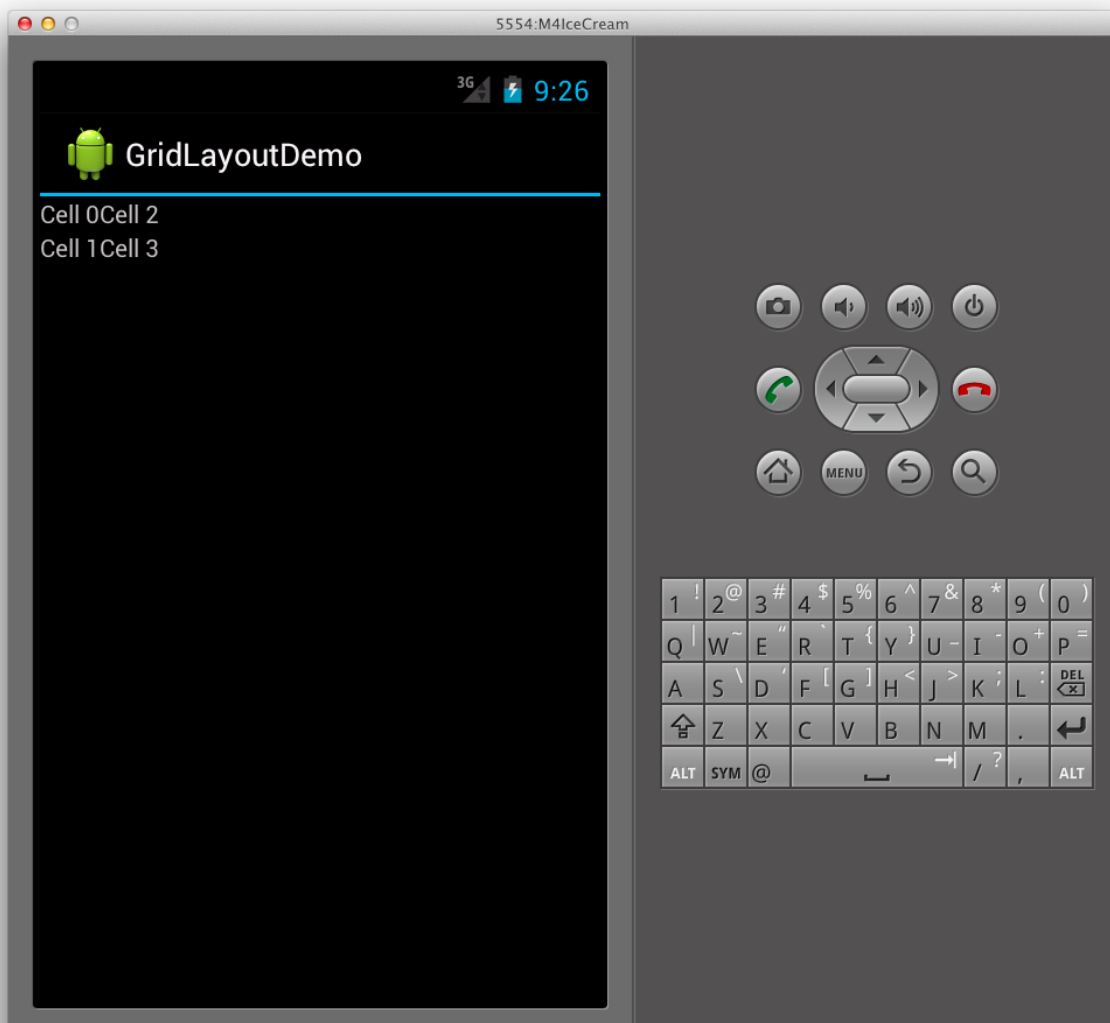 5554:M4IceCream
3G 9:26
GridLayoutDemo
Cell 0Cell 2
Cell 1Cell 3
MENU
1 ! 2 @ 3 # 4 $ 5 % 6 ^ 7 & 8 * 9 ( 0 )
Q | W ~ E “ R ` T { Y } U _ I - O + P =
A S \ D ‘ F [ G ] H < J > K ; L : DEL
Z X C V B N M .
ALT SYM @ / ? , ALT